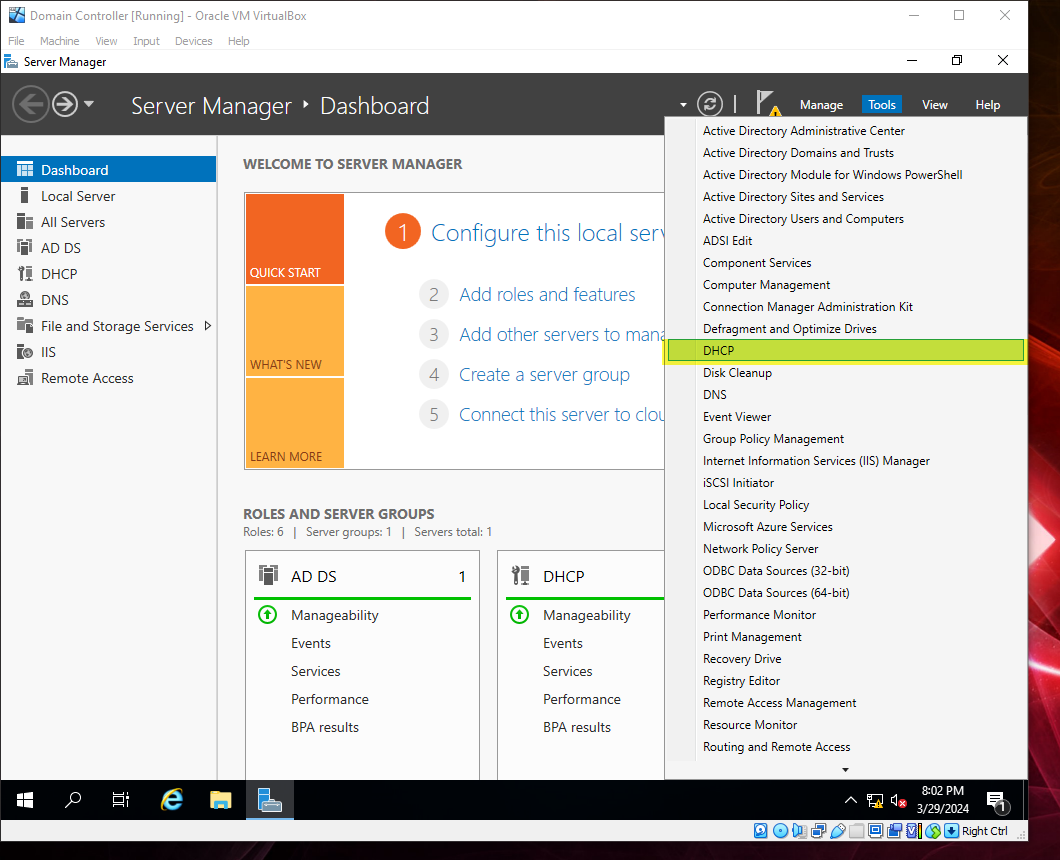 Domain Controller [Running] - Oracle VM VirtualBox
File Machine View Input Devices Help
Server Manager
Server Manager Dashboard
Manage Tools View Help
Dashboard
Local Server
All Servers
AD DS
DHCP
DNS
File and Storage Services
IIS
Remote Access
WELCOME TO SERVER MANAGER
QUICK START
WHAT'S NEW
LEARN MORE
1 Configure this local serv
2 Add roles and features
3 Add other servers to mana
4 Create a server group
5 Connect this server to clou
ROLES AND SERVER GROUPS
Roles: 6 | Server groups: 1 | Servers total: 1
AD DS 1
Manageability
Events
Services
Performance
BPA results
DHCP
Manageability
Events
Services
Performance
BPA results
Active Directory Administrative Center
Active Directory Domains and Trusts
Active Directory Module for Windows PowerShell
Active Directory Sites and Services
Active Directory Users and Computers
ADSI Edit
Component Services
Computer Management
Connection Manager Administration Kit
Defragment and Optimize Drives
DHCP
Disk Cleanup
DNS
Event Viewer
Group Policy Management
Internet Information Services (IIS) Manager
iSCSI Initiator
Local Security Policy
Microsoft Azure Services
Network Policy Server
ODBC Data Sources (32-bit)
ODBC Data Sources (64-bit)
Performance Monitor
Print Management
Recovery Drive
Registry Editor
Remote Access Management
Resource Monitor
Routing and Remote Access
8:02 PM
3/29/2024
1
Right Ctrl